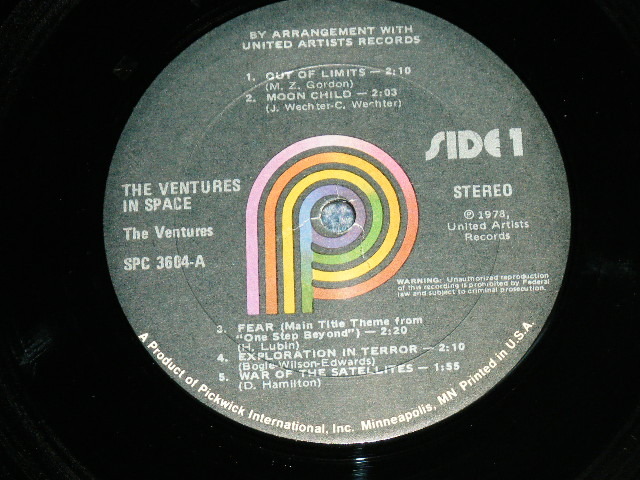 BY ARRANGEMENT WITH
UNITED ARTISTS RECORDS
1. OUT OF LIMITS — 2:10
(M. Z. Gordon)
2. MOON CHILD — 2:03
(J. Wechter-C. Wechter)
SIDE 1
THE VENTURES
IN SPACE
The Ventures
SPC 3604-A
STEREO
℗ 1978,
United Artists
Records
WARNING: Unauthorized reproduction
of this recording is prohibited by Federal
law and subject to criminal prosecution.
3. FEAR (Main Title Theme from
"One Step Beyond") — 2:20
(H. Lubin)
4. EXPLORATION IN TERROR — 2:10
(Bogle-Wilson-Edwards)
5. WAR OF THE SATELLITES — 1:55
(D. Hamilton)
A Product of Pickwick International, Inc. Minneapolis, MN Printed in U.S.A.